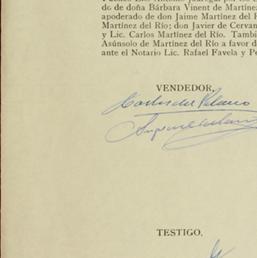 do de doña Bárbara Vinent de Martínez
apoderado de don Jaime Martínez del R
Martínez del Río; don Javier de Cervan
y Lic. Carlos Martínez del Río. Tambi
Asúnsolo de Martínez del Río a favor d
ante el Notario Lic. Rafael Favela y Pe
VENDEDOR,
TESTIGO,